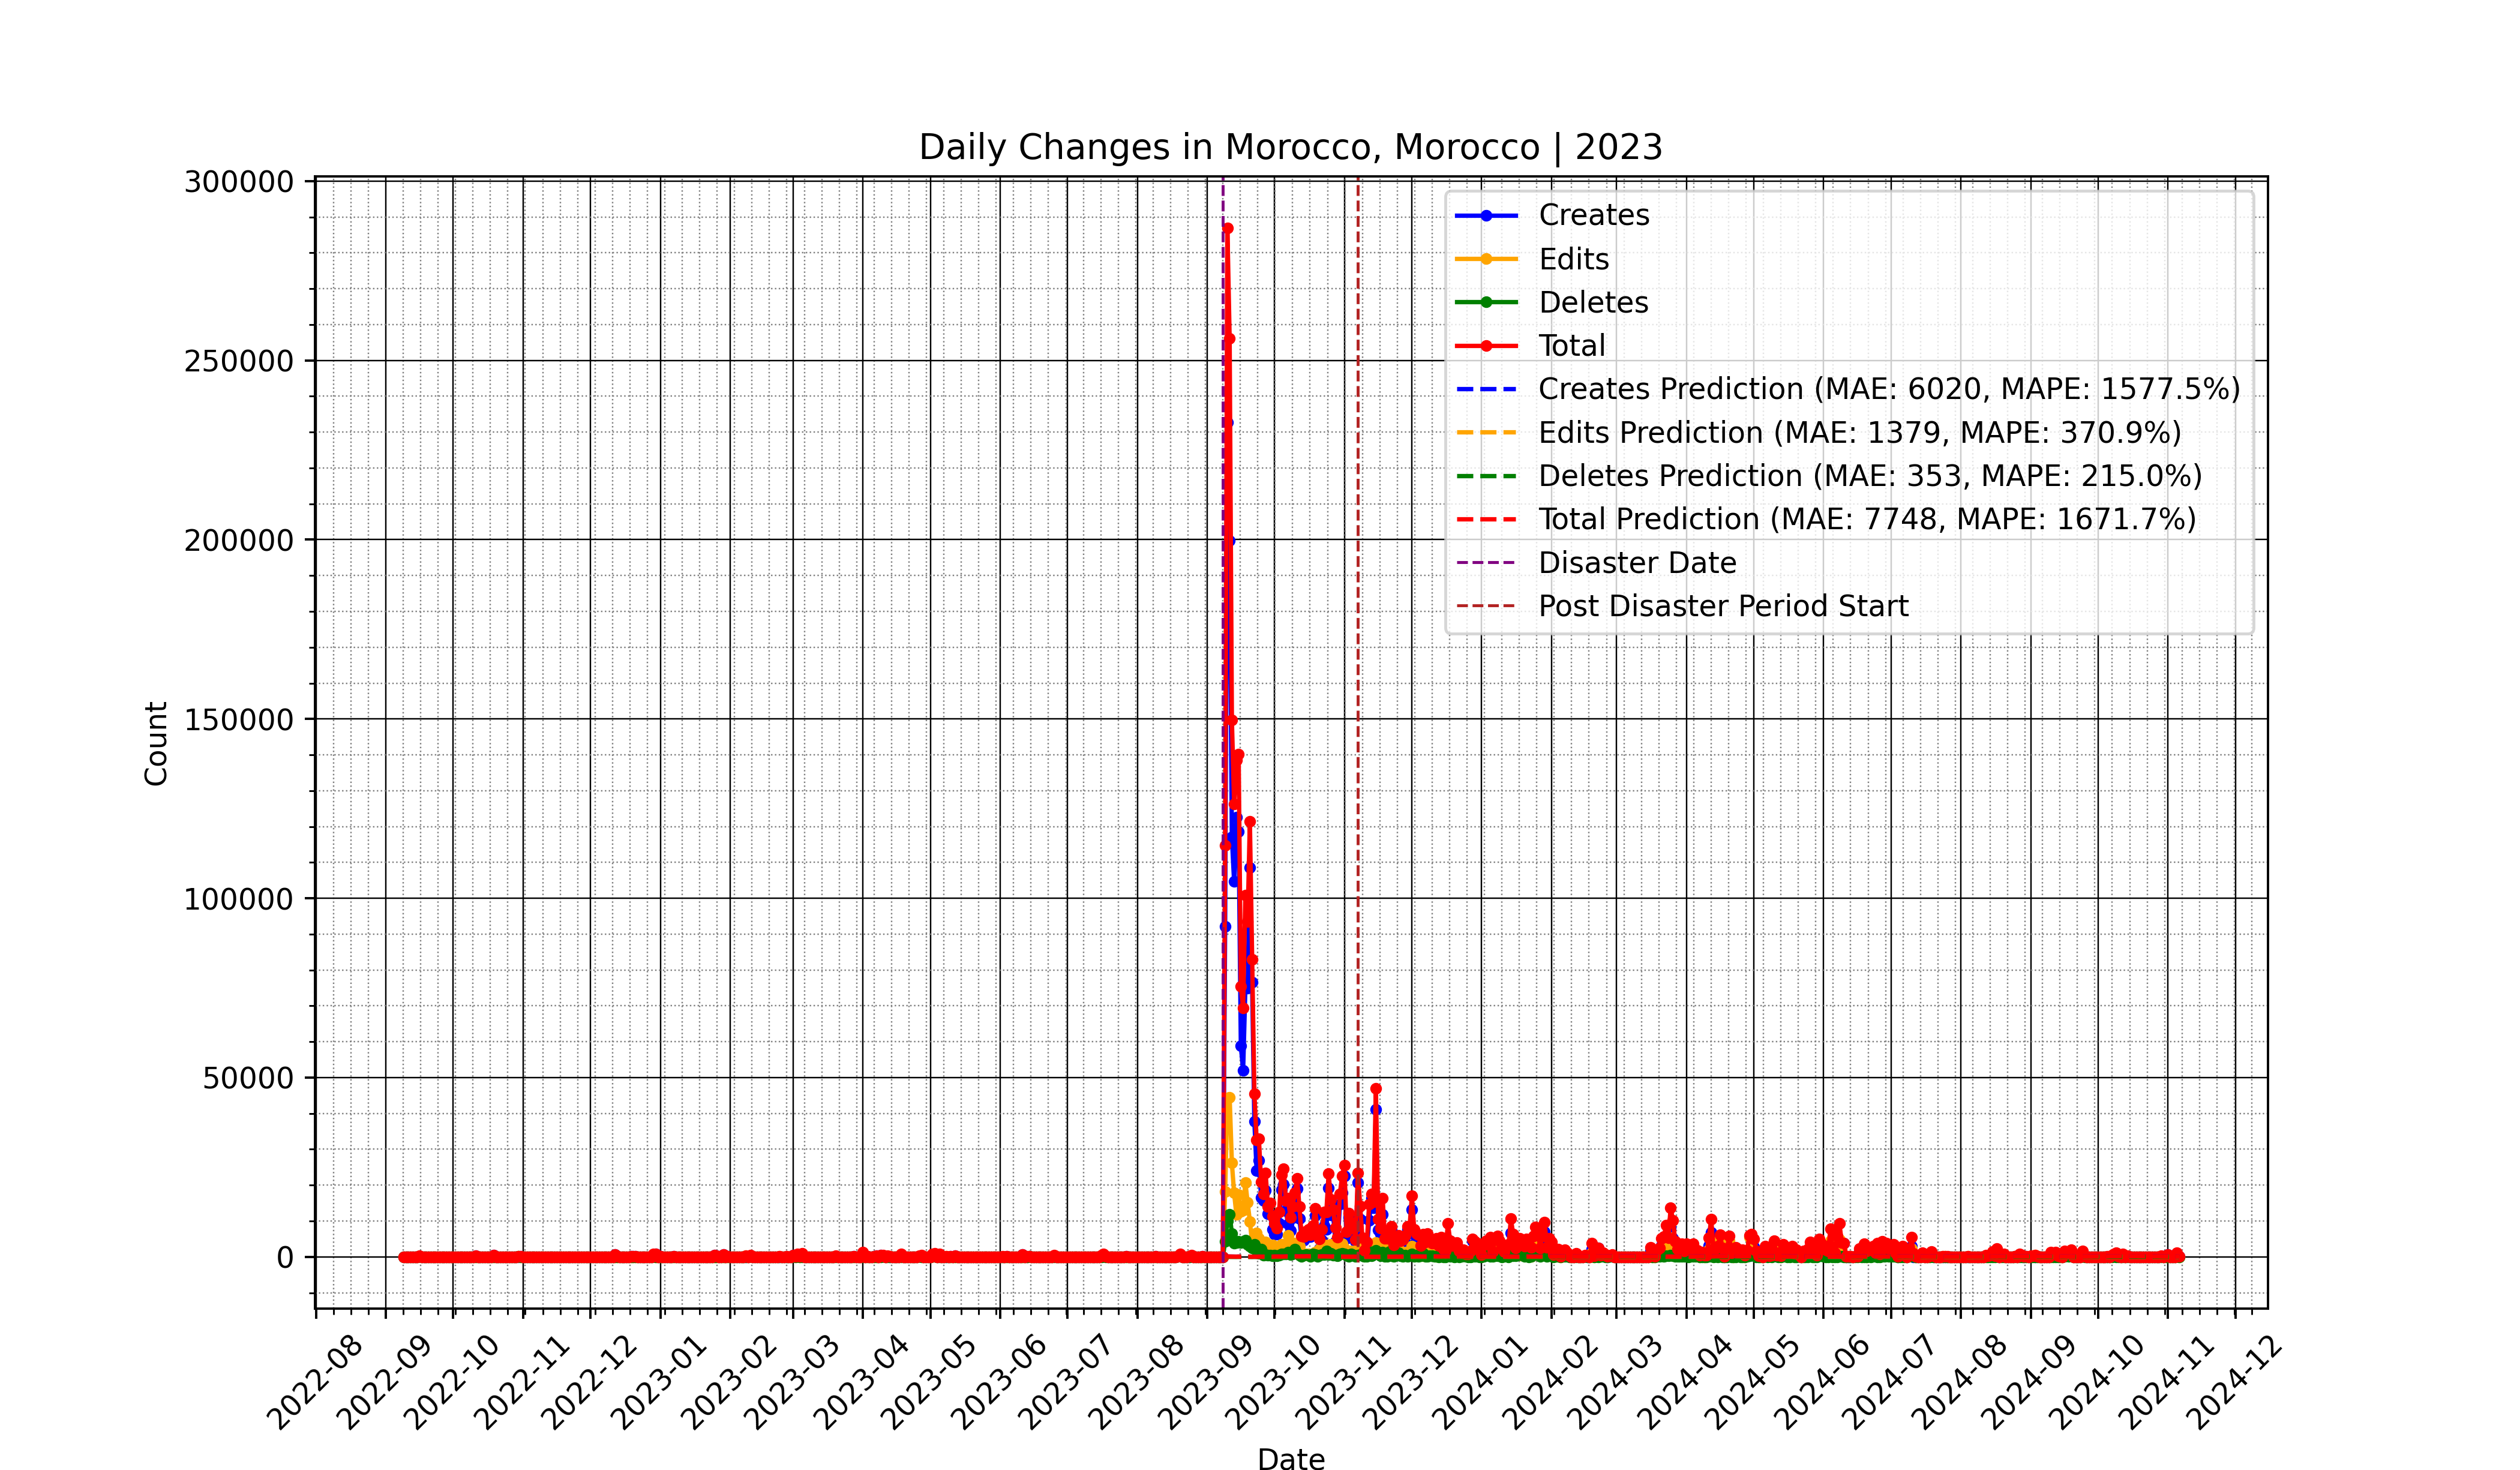 Daily Changes in Morocco, Morocco | 2023
300000
250000
200000
150000
100000
50000
0
Count
Creates
Edits
Deletes
Total
Creates Prediction (MAE: 6020, MAPE: 1577.5%)
Edits Prediction (MAE: 1379, MAPE: 370.9%)
Deletes Prediction (MAE: 353, MAPE: 215.0%)
Total Prediction (MAE: 7748, MAPE: 1671.7%)
Disaster Date
Post Disaster Period Start
2022-08
2022-09
2022-10
2022-11
2022-12
2023-01
2023-02
2023-03
2023-04
2023-05
2023-06
2023-07
2023-08
2023-09
2023-10
2023-11
2023-12
2024-01
2024-02
2024-03
2024-04
2024-05
2024-06
2024-07
2024-08
2024-09
2024-10
2024-11
2024-12
Date